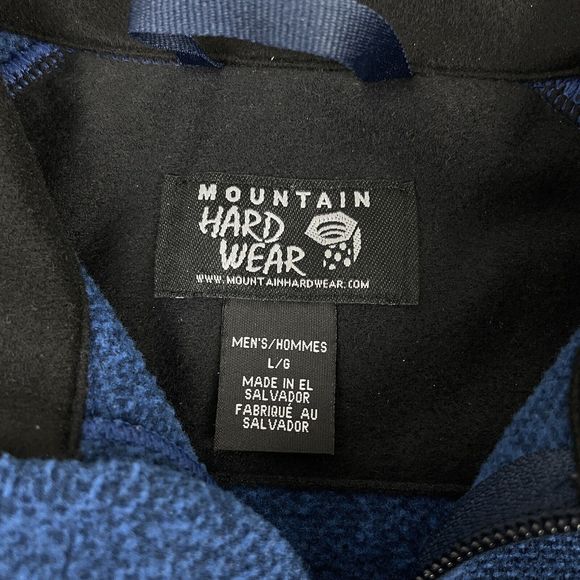 MOUNTAIN
HARD
WEAR
WWW.MOUNTAINHARDWEAR.COM
MEN'S/HOMMES
L/G
MADE IN EL
SALVADOR
FABRIQUÉ AU
SALVADOR